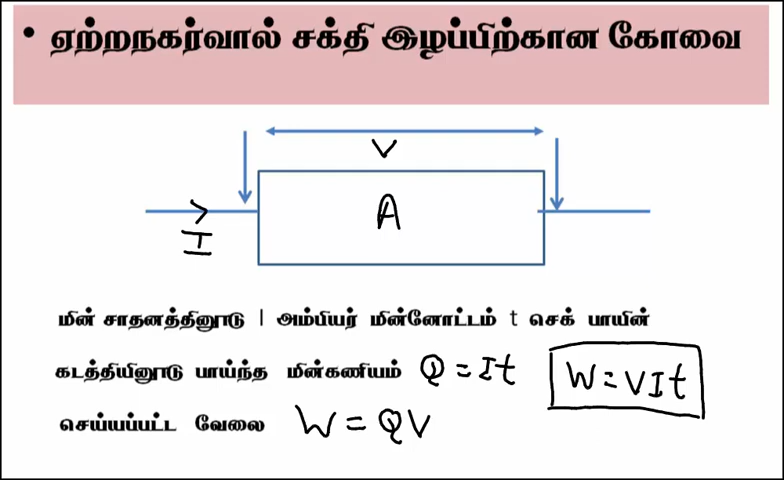 • ஏற்றநகர்வால் சக்தி இழப்பிற்கான கோவை
V
A
I
மின் சாதனத்தினூடு I அம்பியர் மின்னோட்டம் t செக் பாயின்
கடத்தியினூடு பாய்ந்த மின்கணியம் Q = It
W = VIt
செய்யப்பட்ட வேலை W = QV